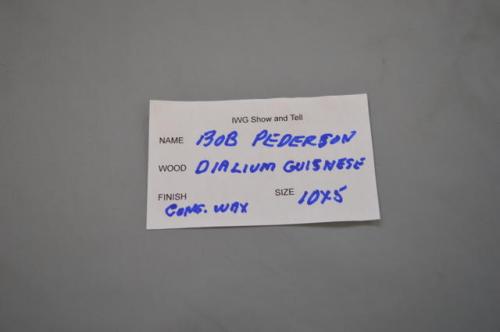 IWG Show and Tell
NAME BOB PEDERSON
WOOD DIALIUM GUISNESE
FINISH SIZE 10X5
CONS. WAX